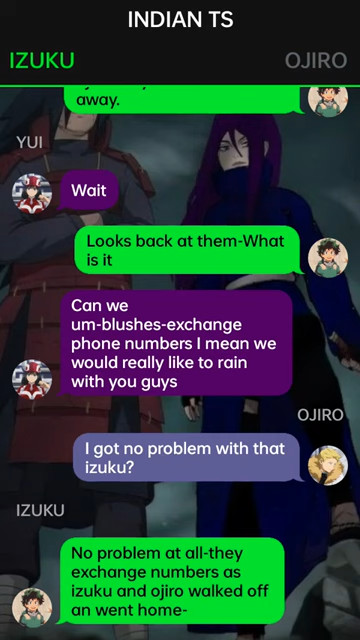 INDIAN TS
IZUKU
OJIRO
away.
YUI
Wait
Looks back at them-What
is it
Can we
um-blushes-exchange
phone numbers I mean we
would really like to rain
with you guys
OJIRO
I got no problem with that
izuku?
IZUKU
No problem at all-they
exchange numbers as
izuku and ojiro walked off
an went home-